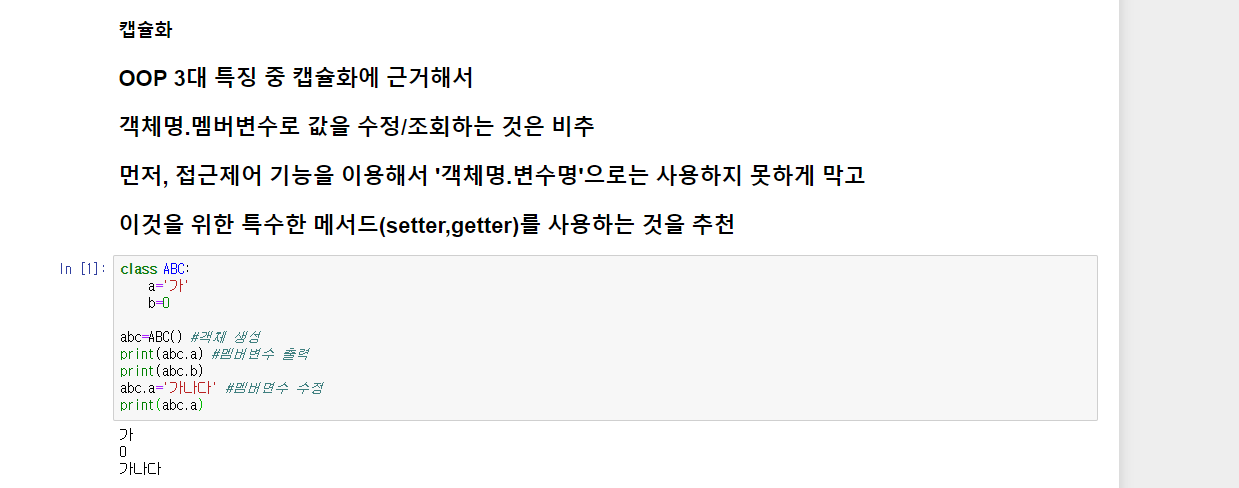 캡슐화
OOP 3대 특징 중 캡슐화에 근거해서
객체명.멤버변수로 값을 수정/조회하는 것은 비추
먼저, 접근제어 기능을 이용해서 '객체명.변수명'으로는 사용하지 못하게 막고
이것을 위한 특수한 메서드(setter,getter)를 사용하는 것을 추천
In [1]:
class ABC:
    a='가'
    b=0
abc=ABC() #객체 생성
print(abc.a) #멤버변수 출력
print(abc.b)
abc.a='가나다' #멤버면수 수정
print(abc.a)
가
0
가나다